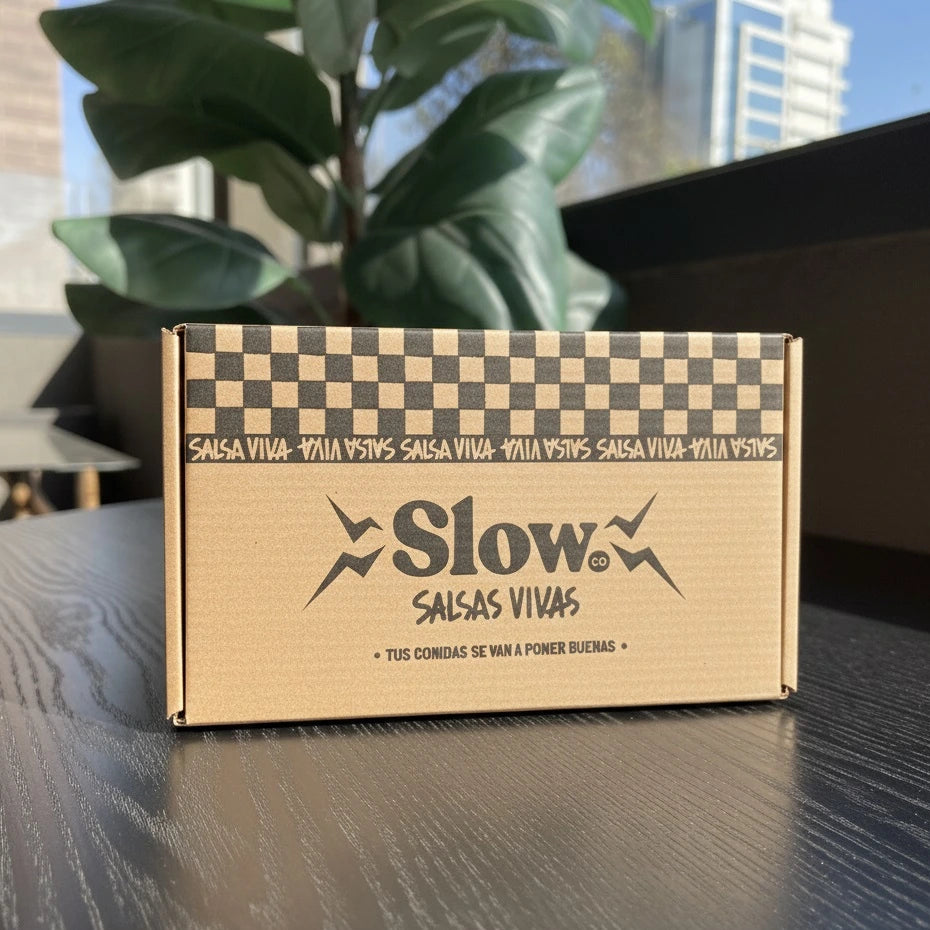 SALSA VIVA SALSA VIVA SALSA VIVA SALSA VIVA SALSA VIVA SALSA VIVA
Slow.co
SALSAS VIVAS
• TUS CONIDAS SE VAN A PONER BUENAS •